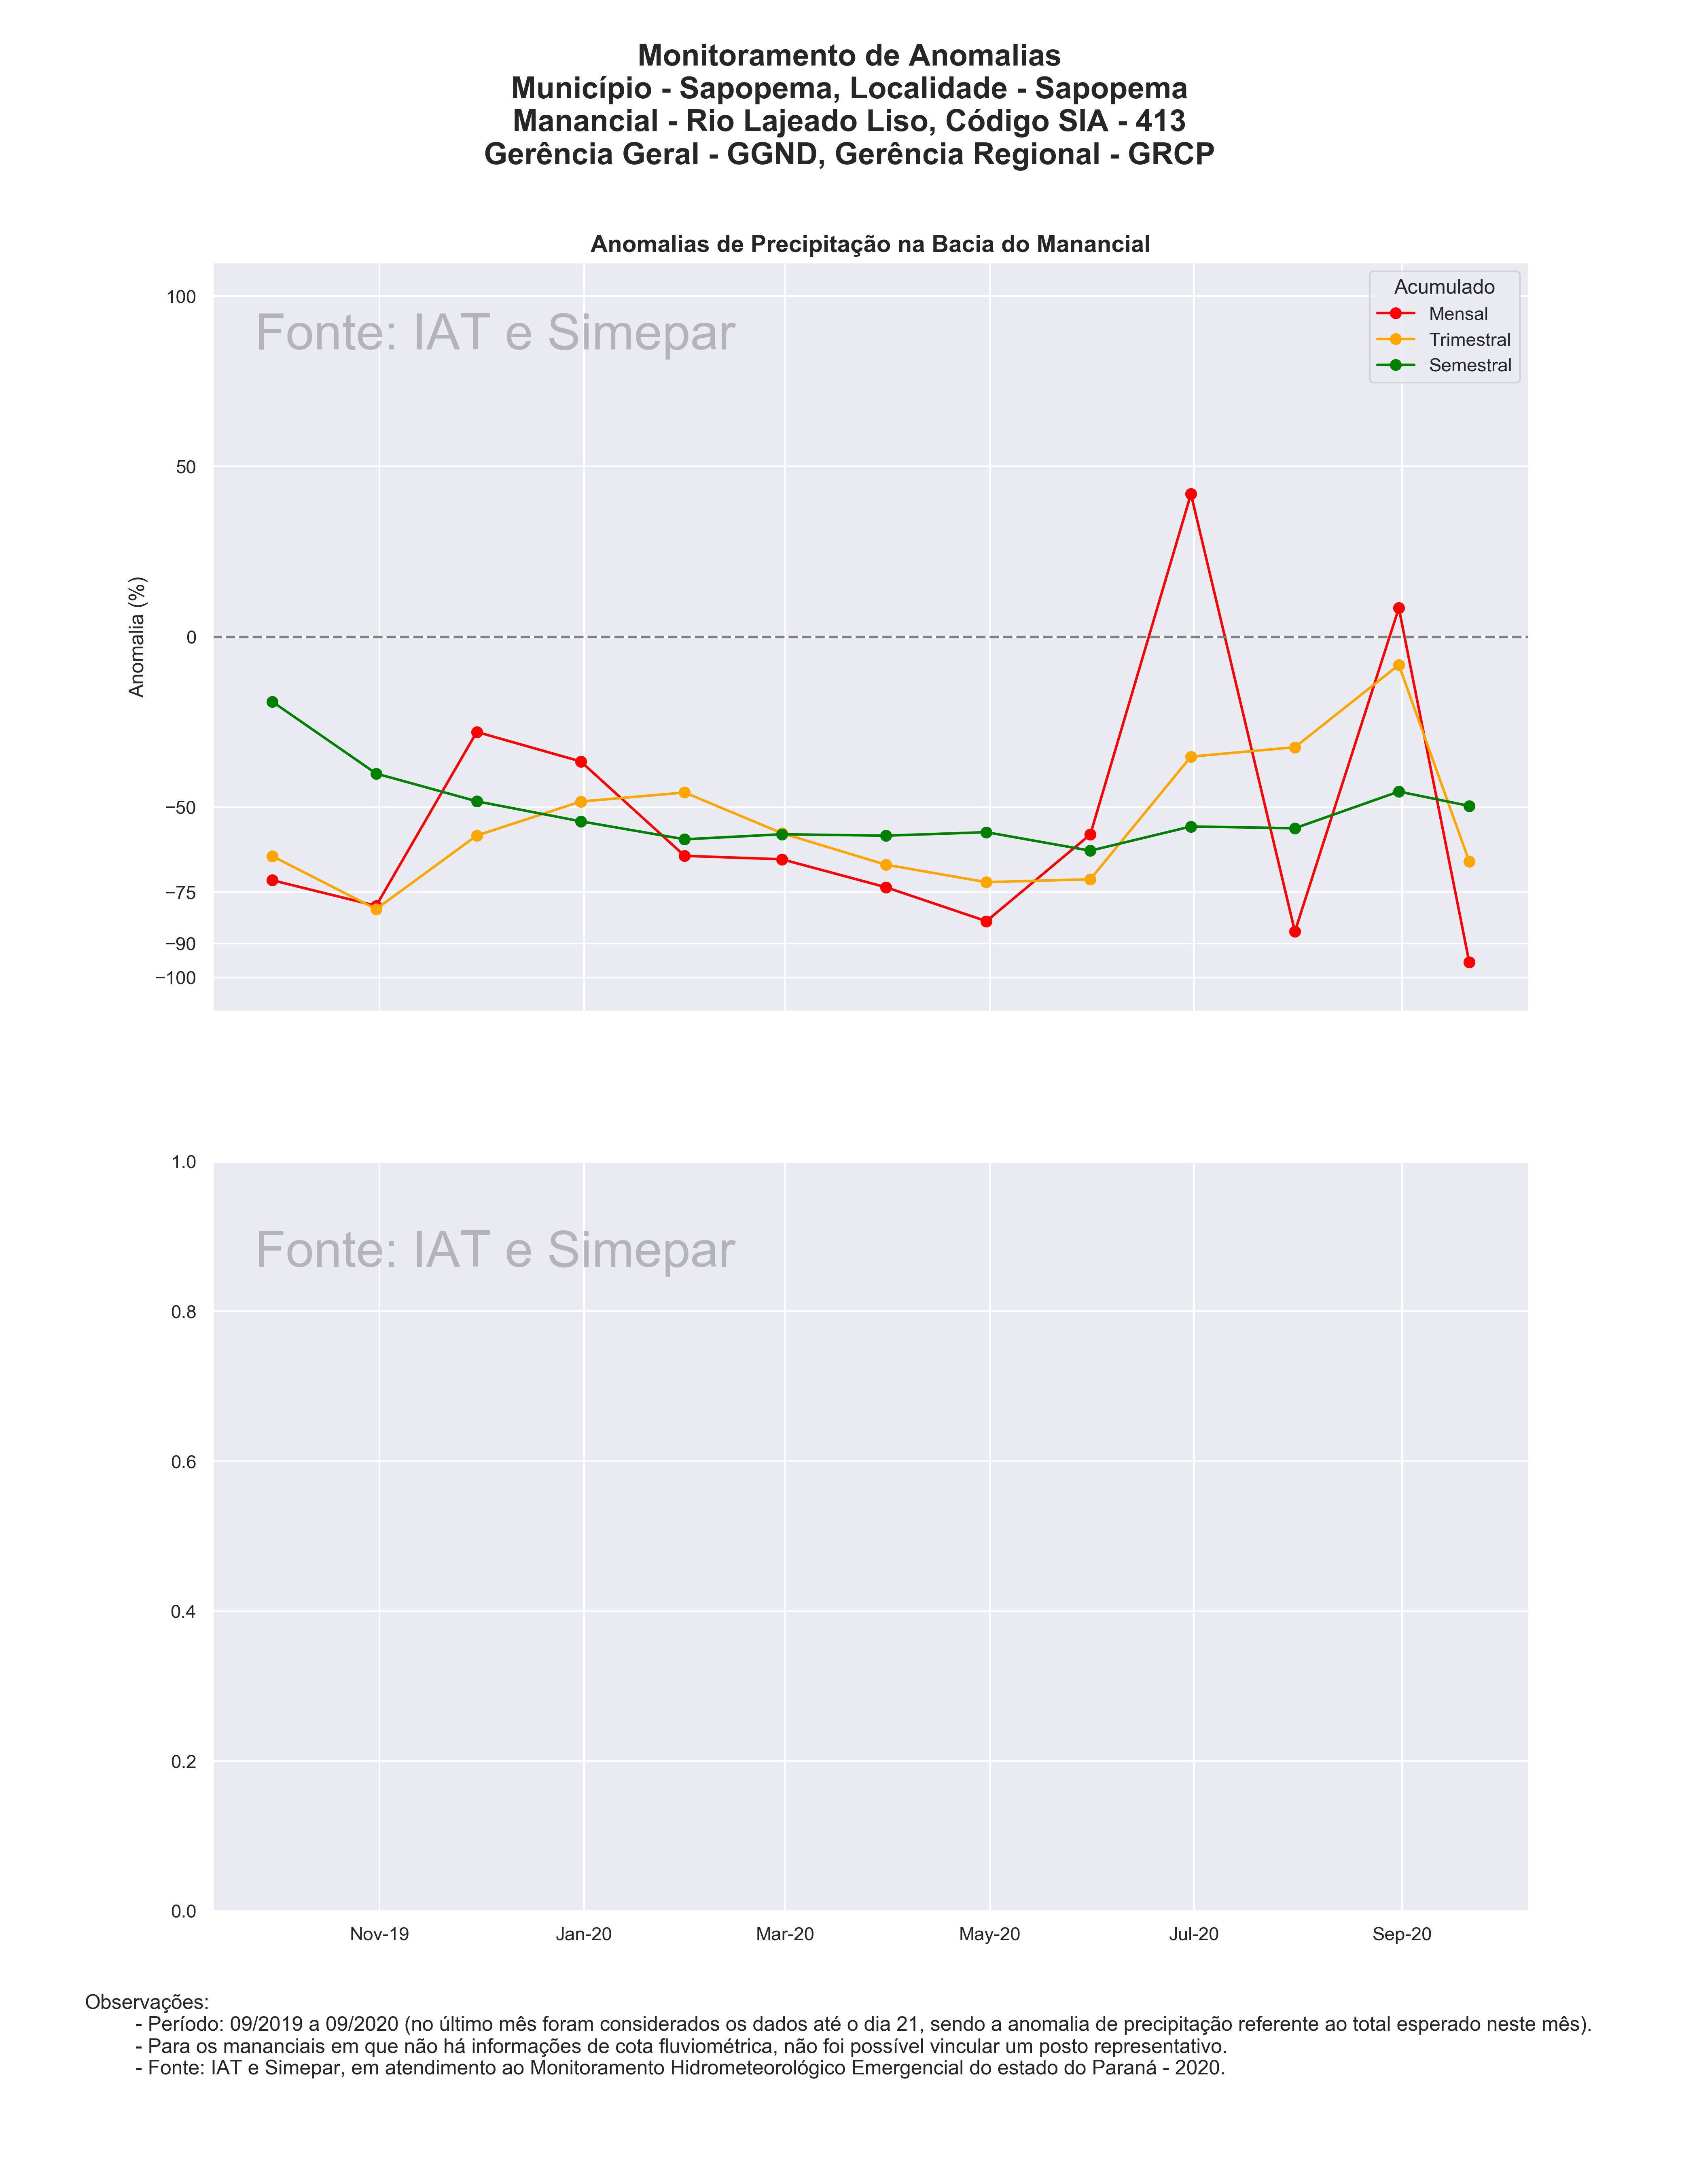 Monitoramento de Anomalias
Município - Sapopema, Localidade - Sapopema
Manancial - Rio Lajeado Liso, Código SIA - 413
Gerência Geral - GGND, Gerência Regional - GRCP
Anomalias de Precipitação na Bacia do Manancial
Fonte: IAT e Simepar
Acumulado
Mensal
Trimestral
Semestral
Anomalia (%)
100
50
0
−50
−75
−90
−100
Fonte: IAT e Simepar
1.0
0.8
0.6
0.4
0.2
0.0
Nov-19 Jan-20 Mar-20 May-20 Jul-20 Sep-20
Observações:
- Período: 09/2019 a 09/2020 (no último mês foram considerados os dados até o dia 21, sendo a anomalia de precipitação referente ao total esperado neste mês).
- Para os mananciais em que não há informações de cota fluviométrica, não foi possível vincular um posto representativo.
- Fonte: IAT e Simepar, em atendimento ao Monitoramento Hidrometeorológico Emergencial do estado do Paraná - 2020.